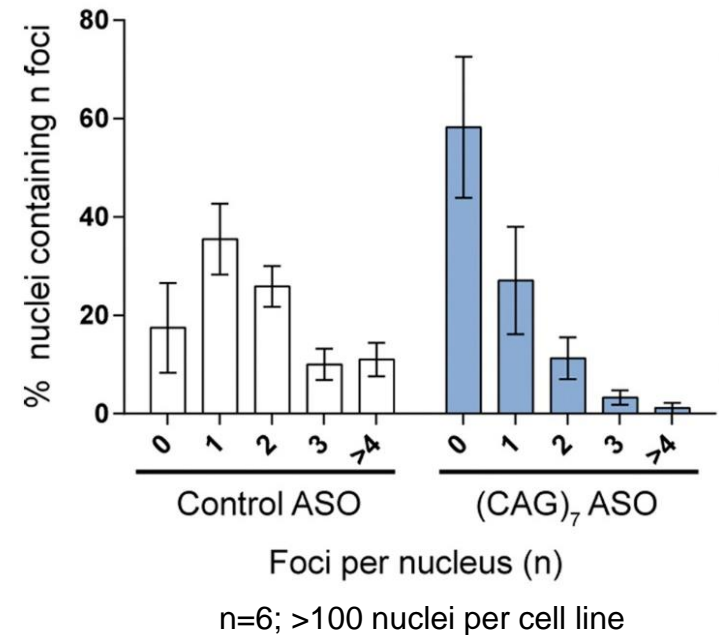 % nuclei containing n foci
80
60
40
20
0
0 1 2 3 >4 0 1 2 3 >4
Control ASO (CAG)₇ ASO
Foci per nucleus (n)
n=6; >100 nuclei per cell line